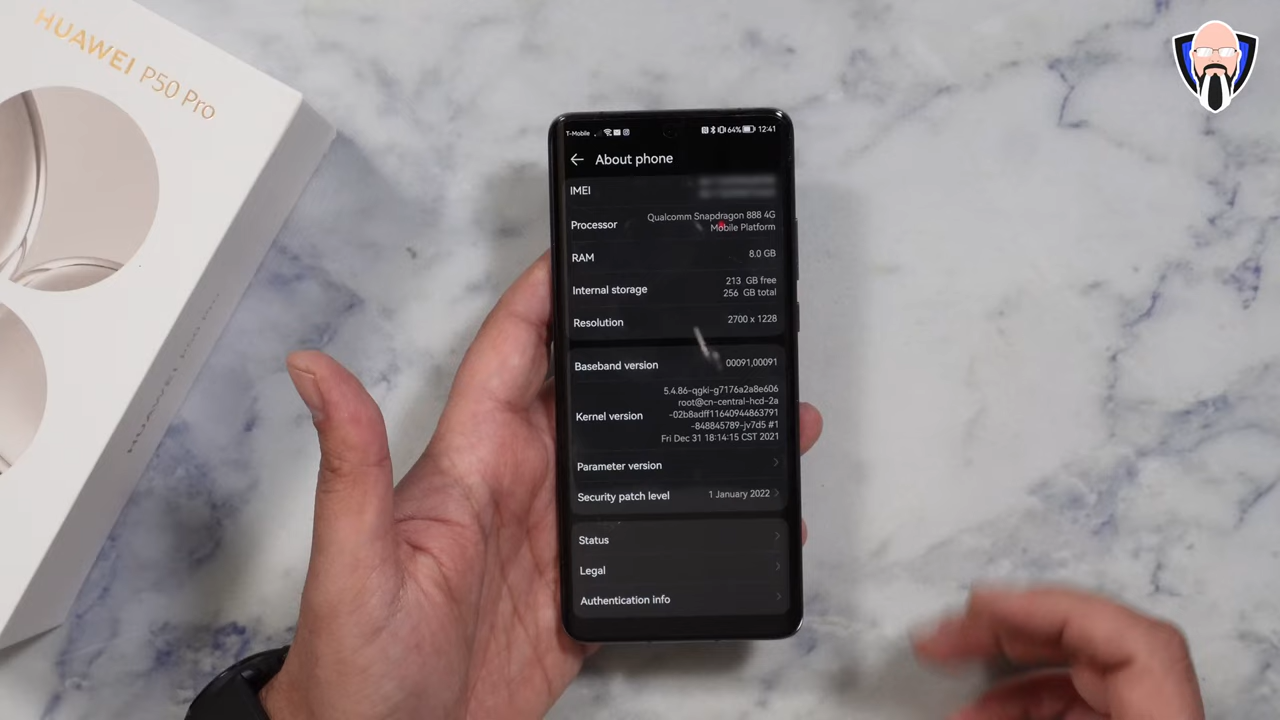 HUAWEI P50 Pro
T-Mobile
64% 12:41
About phone
IMEI
Processor
Qualcomm Snapdragon 888 4G
Mobile Platform
RAM
8.0 GB
Internal storage
213 GB free
256 GB total
Resolution
2700 x 1228
Baseband version
00091,00091
Kernel version
5.4.86-qgki-g7176a2a8e606
root@cn-central-hcd-2a
-02b8adff11640944863791
-848845789-jv7d5 #1
Fri Dec 31 18:14:15 CST 2021
Parameter version
Security patch level
1 January 2022
Status
Legal
Authentication info